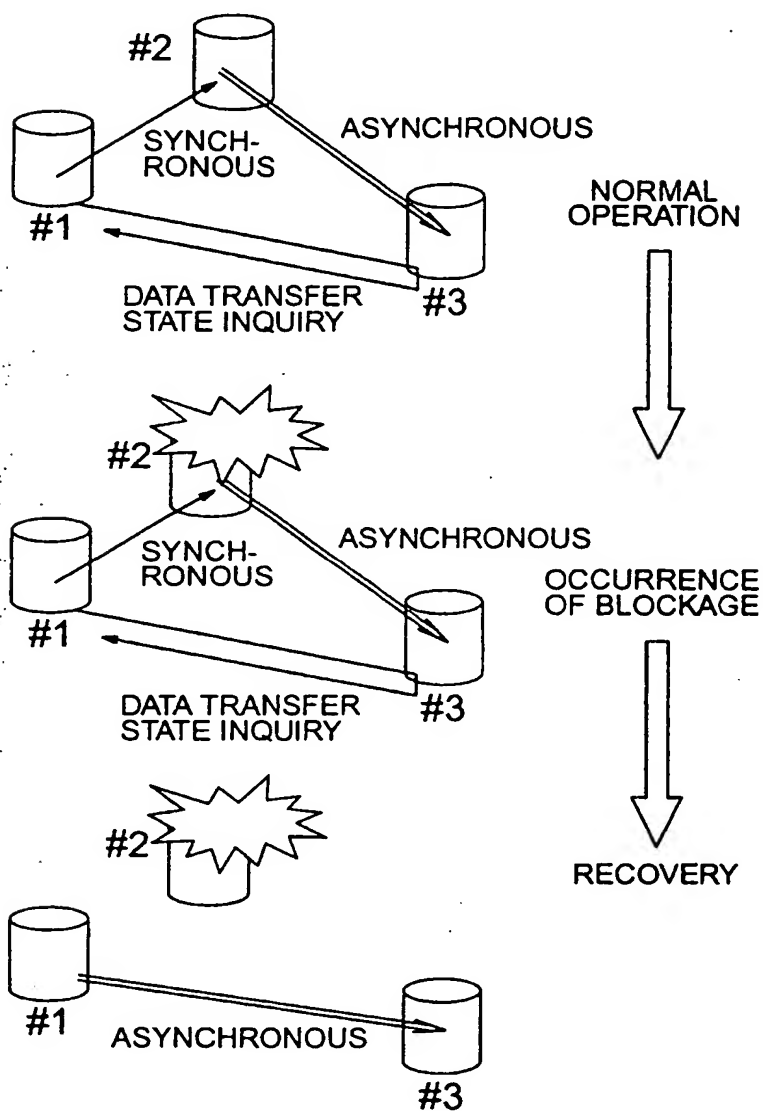 #2
SYNCH-
RONOUS
ASYNCHRONOUS
#1
#3
DATA TRANSFER
STATE INQUIRY
NORMAL
OPERATION
#2
SYNCH-
RONOUS
ASYNCHRONOUS
#1
#3
DATA TRANSFER
STATE INQUIRY
OCCURRENCE
OF BLOCKAGE
#2
RECOVERY
#1
ASYNCHRONOUS
#3